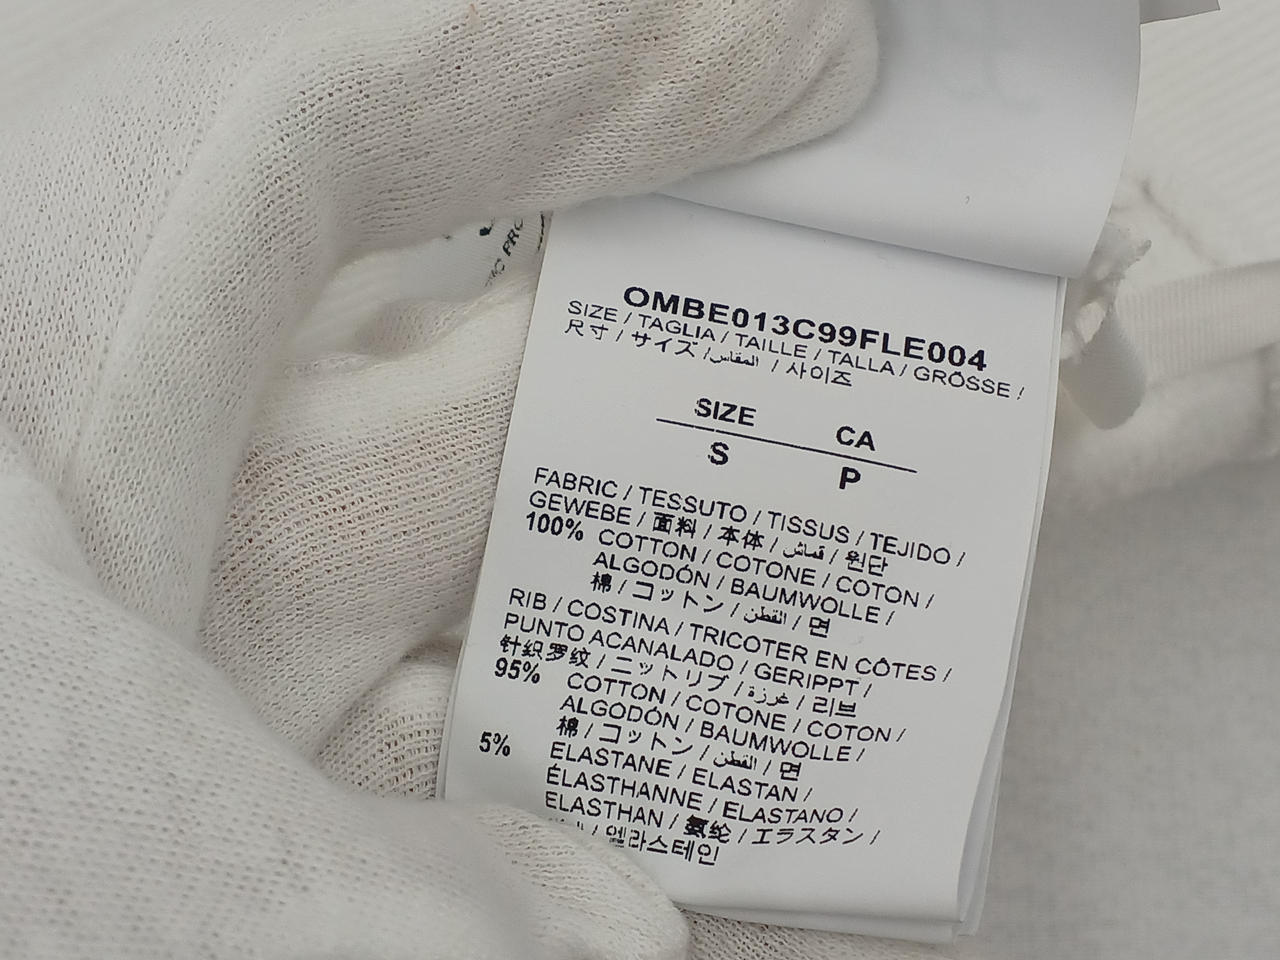 PRO
OMBE013C99FLE004
SIZE / TAGLIA / TAILLE / TALLA / GRÖSSE /
尺寸 / サイズ / المقاس / 사이즈
SIZE CA
S P
FABRIC / TESSUTO / TISSUS / TEJIDO /
GEWEBE / 面料 / 本体 / قماش / 원단
100% COTTON / COTONE / COTON /
ALGODÓN / BAUMWOLLE /
棉 / コットン / القطن / 면
RIB / COSTINA / TRICOTER EN CÔTES /
PUNTO ACANALADO / GERIPPT /
针织罗纹 / ニットリブ / غرزة / 리브
95% COTTON / COTONE / COTON /
ALGODÓN / BAUMWOLLE /
棉 / コットン / القطن / 면
5% ELASTANE / ELASTAN /
ÉLASTHANNE / ELASTANO /
ELASTHAN / 氨纶 / エラスタン /
/ 엘라스테인